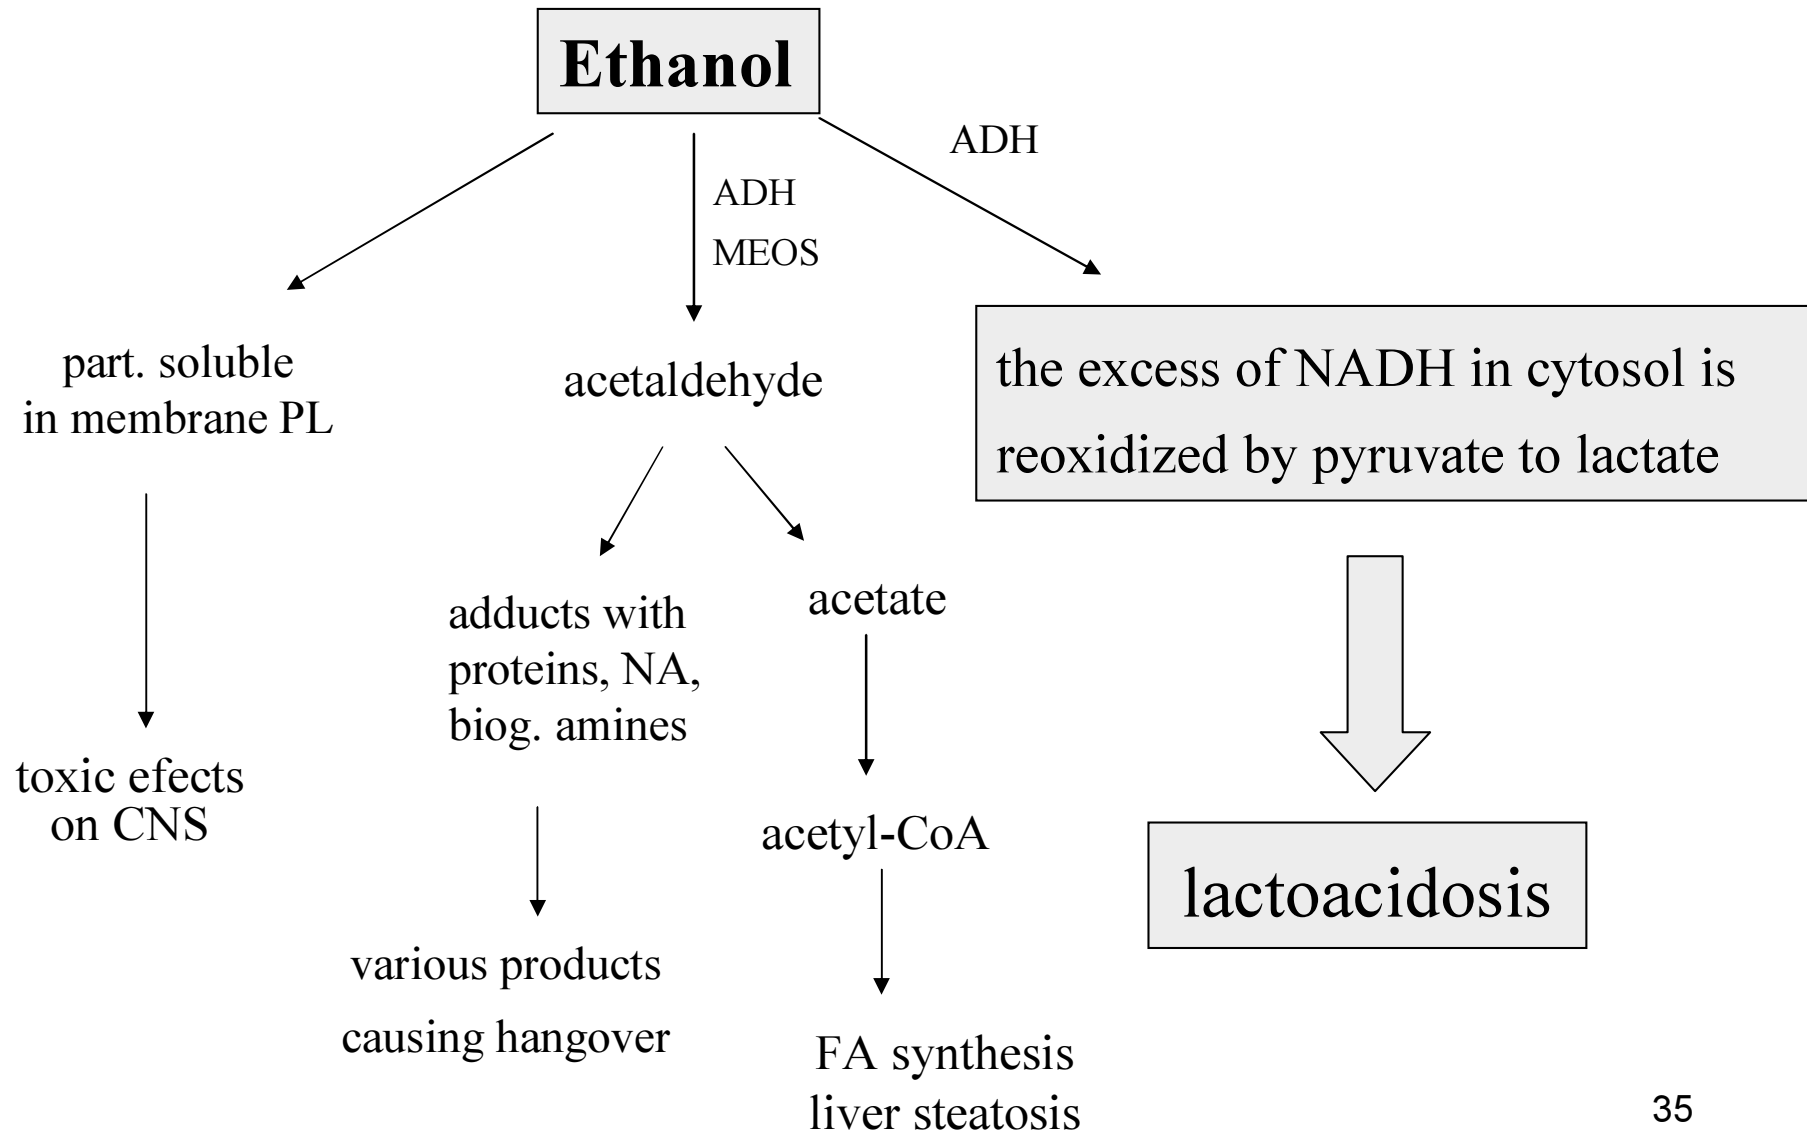 Ethanol
ADH
ADH
MEOS
part. soluble
in membrane PL
acetaldehyde
the excess of NADH in cytosol is
reoxidized by pyruvate to lactate
adducts with
proteins, NA,
biog. amines
acetate
toxic efects
on CNS
acetyl-CoA
lactoacidosis
various products
causing hangover
FA synthesis
liver steatosis
35